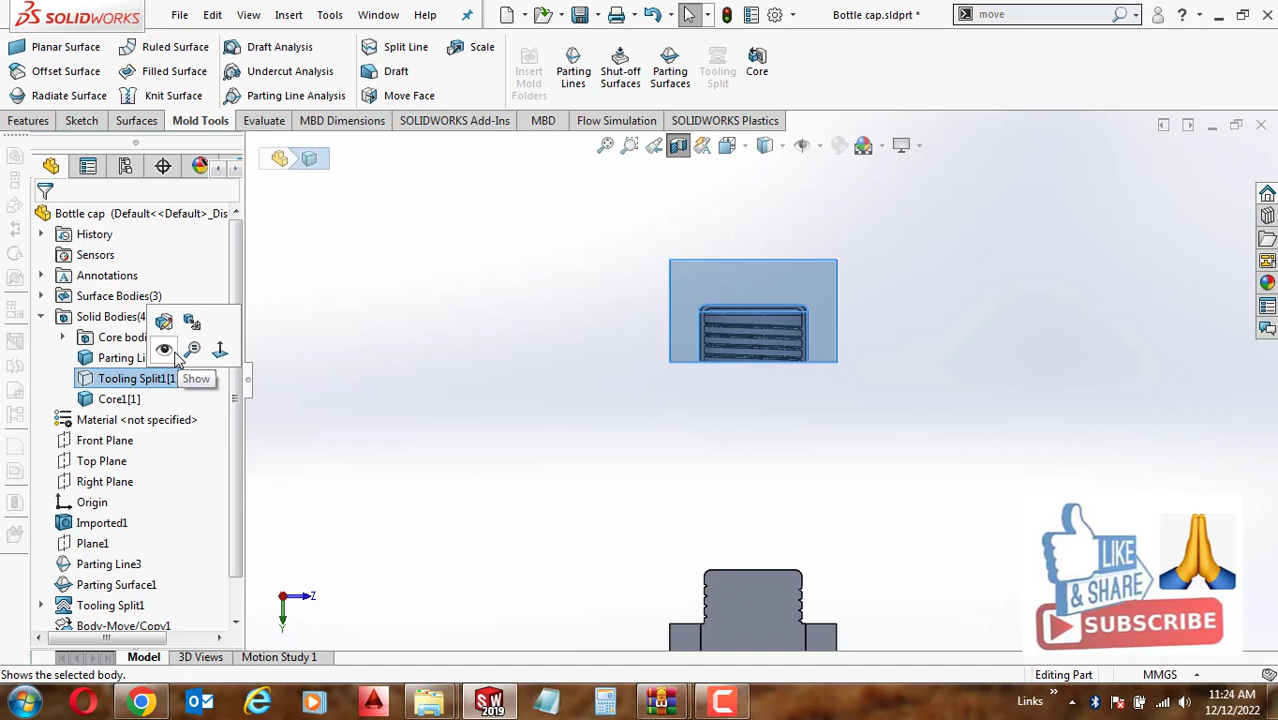 SOLIDWORKS
File
Edit
View
Insert
Tools
Window
Help
Bottle cap.sldprt *
move
Planar Surface
Ruled Surface
Draft Analysis
Split Line
Scale
Offset Surface
Filled Surface
Undercut Analysis
Draft
Radiate Surface
Knit Surface
Parting Line Analysis
Move Face
Insert
Mold
Folders
Parting
Lines
Shut-off
Surfaces
Parting
Surfaces
Tooling
Split
Core
Features
Sketch
Surfaces
Mold Tools
Evaluate
MBD Dimensions
SOLIDWORKS Add-Ins
MBD
Flow Simulation
SOLIDWORKS Plastics
Bottle cap (Default<<Default>_Dis
History
Sensors
Annotations
Surface Bodies(3)
Solid Bodies(4
Core bodi
Parting Li
Tooling Split1[1
Show
Core1[1]
Material <not specified>
Front Plane
Top Plane
Right Plane
Origin
Imported1
Plane1
Parting Line3
Parting Surface1
Tooling Split1
Body-Move/Copy1
Z
Y
LIKE
& SHARE
SUBSCRIBE
Model
3D Views
Motion Study 1
Shows the selected body.
Editing Part
MMGS
SW
2019
Links
11:24 AM
12/12/2022